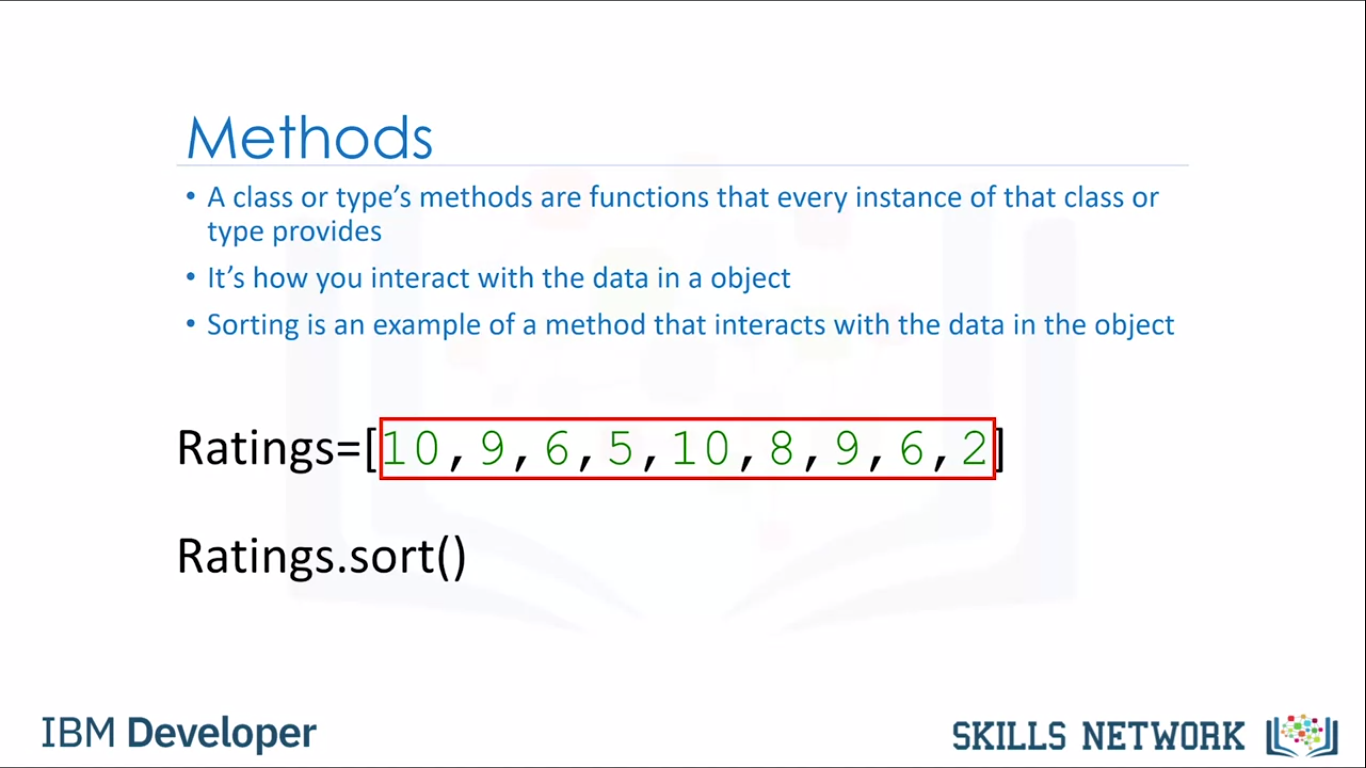 Methods
• A class or type’s methods are functions that every instance of that class or
type provides
• It’s how you interact with the data in a object
• Sorting is an example of a method that interacts with the data in the object
Ratings=[10,9,6,5,10,8,9,6,2]
Ratings.sort()
IBM Developer
SKILLS NETWORK